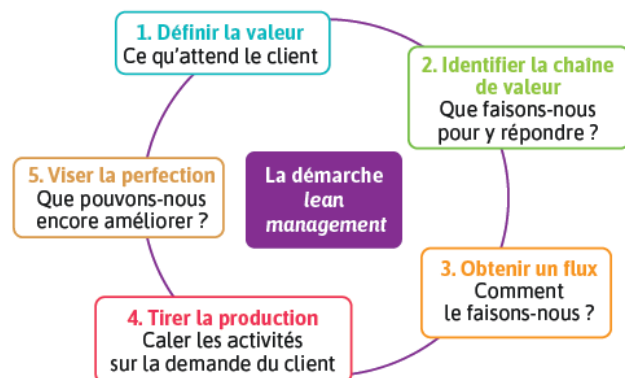 1. Définir la valeur
Ce qu'attend le client
2. Identifier la chaîne
de valeur
Que faisons-nous
pour y répondre ?
La démarche
lean
management
3. Obtenir un flux
Comment
le faisons-nous ?
4. Tirer la production
Caler les activités
sur la demande du client
5. Viser la perfection
Que pouvons-nous
encore améliorer ?